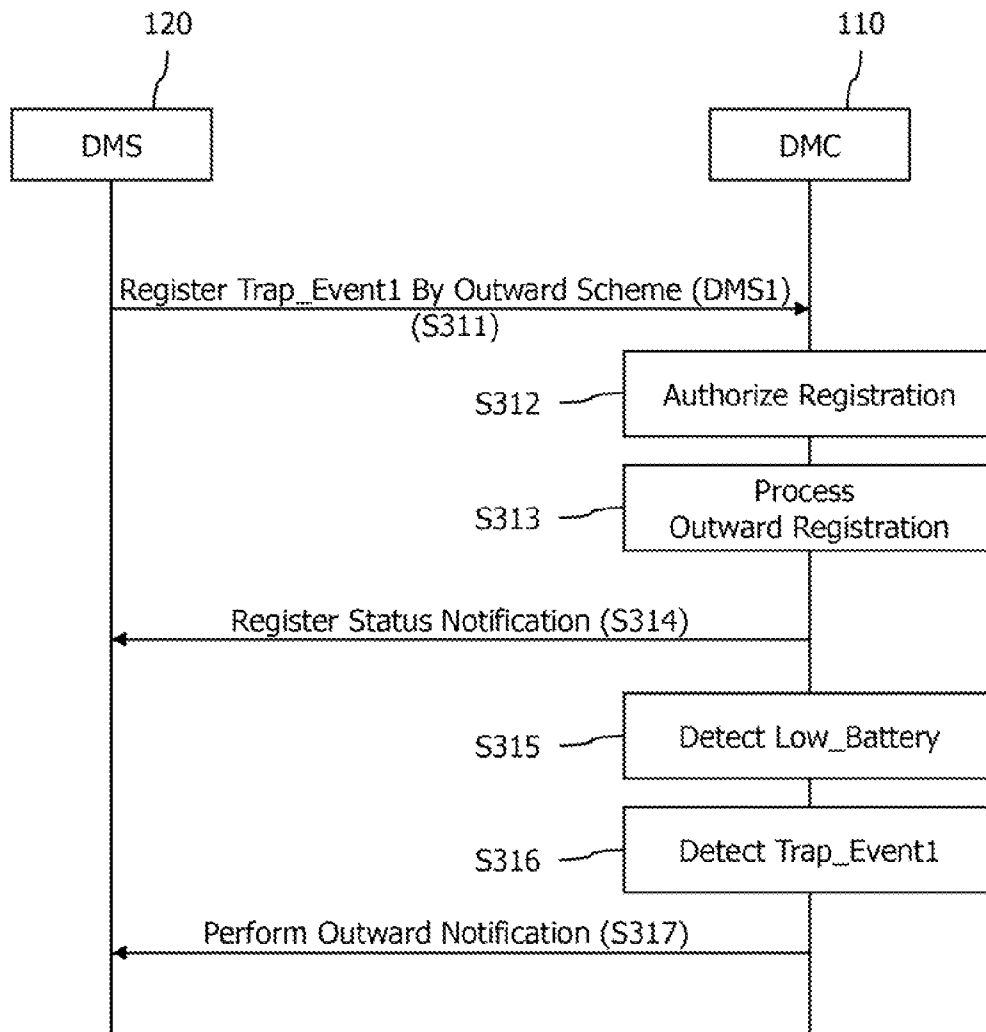 120
110
DMS
DMC
Register Trap_Event1 By Outward Scheme (DMS1)
(S311)
S312
Authorize Registration
S313
Process
Outward Registration
Register Status Notification (S314)
S315
Detect Low_Battery
S316
Detect Trap_Event1
Perform Outward Notification (S317)